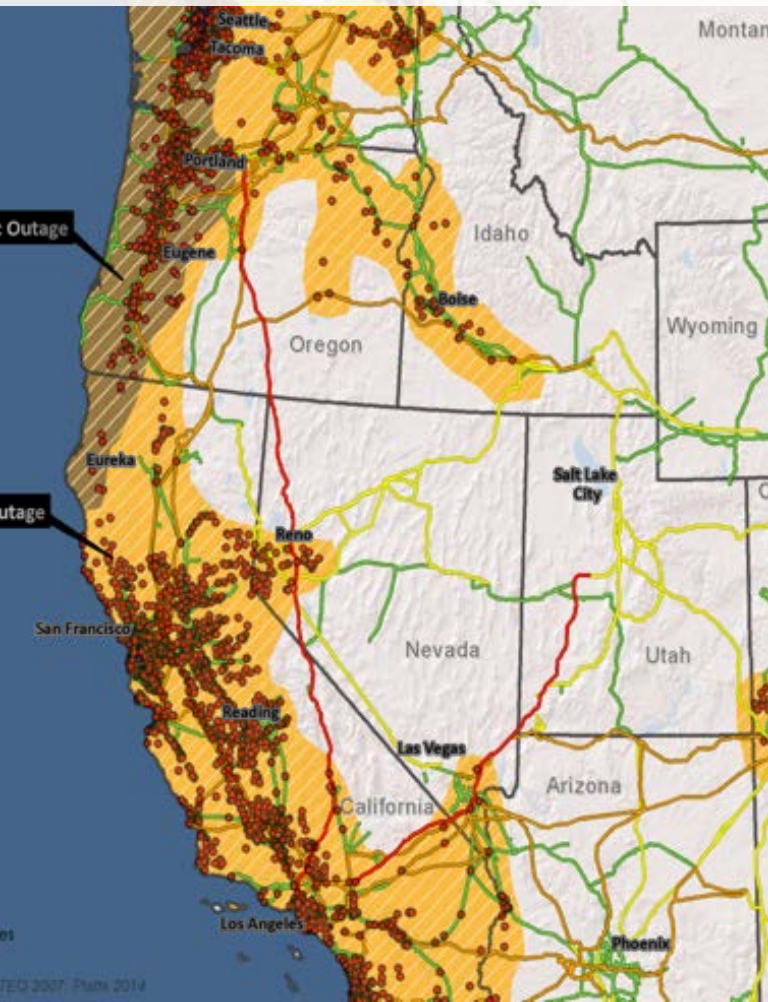 Seattle
Montan
Tacoma
Portland
: Outage
Eugene
Idaho
Boise
Wyoming
Oregon
Eureka
Salt Lake
City
utage
Reno
San Francisco
Nevada
Utah
Reading
Las Vegas
Arizona
California
Los Angeles
es
Phoenix
TEQ 2007; Platts 2014